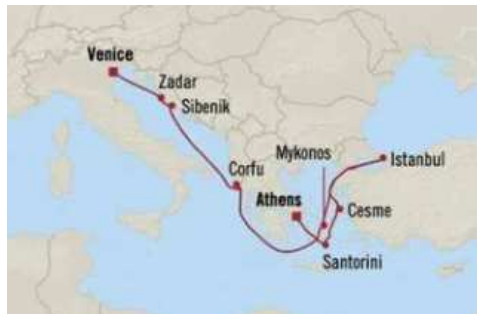 Venice
Zadar
Sibenik
Mykonos
Istanbul
Corfu
Athens
Cesme
Santorini